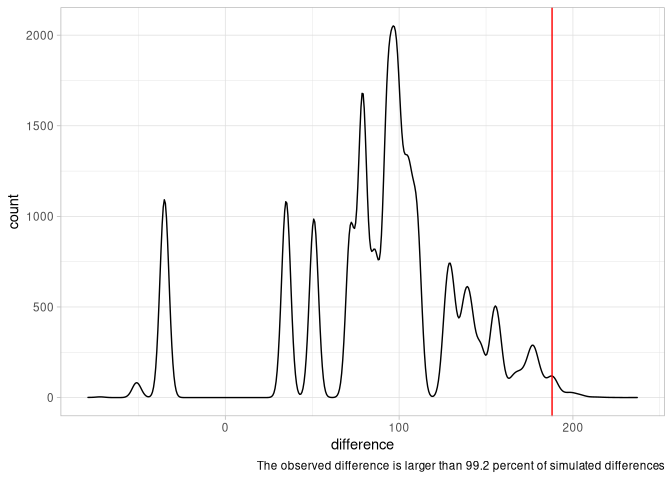 2000
1500
1000
500
0
count
0
100
200
difference
The observed difference is larger than 99.2 percent of simulated differences